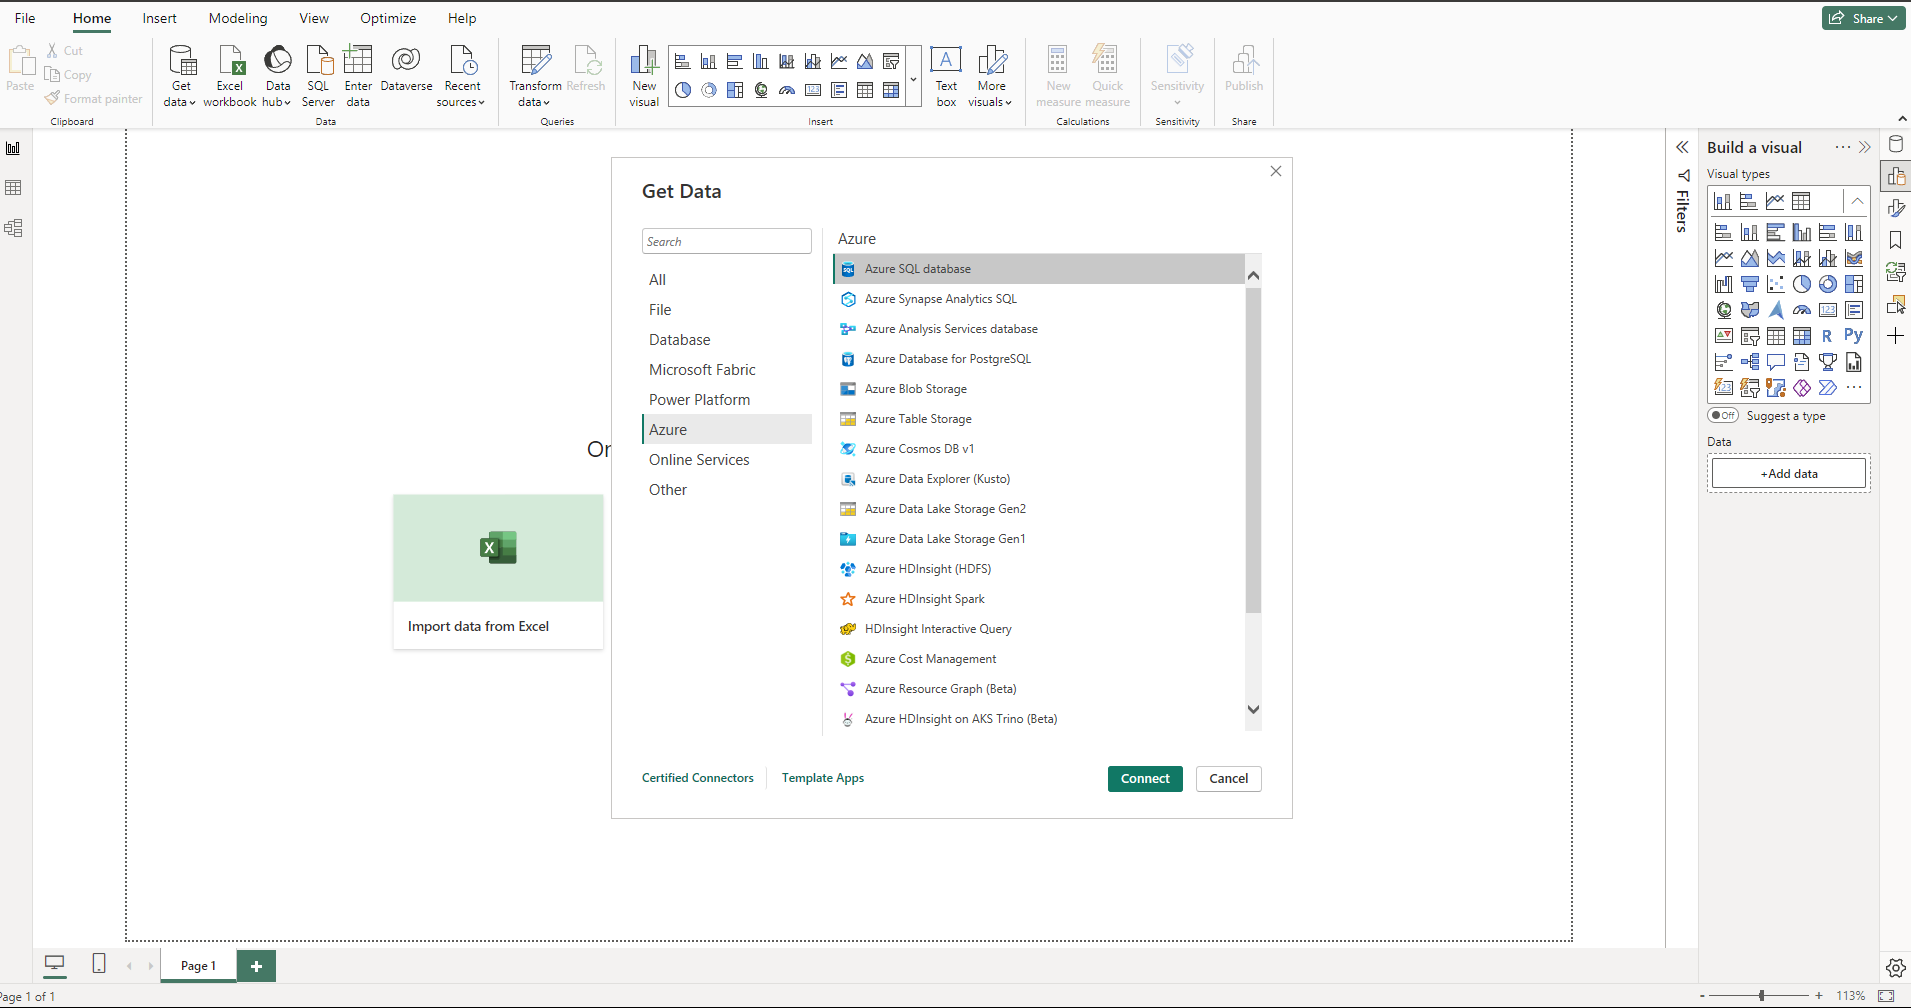 File Home Insert Modeling View Optimize Help
Share
Paste
Cut
Copy
Format painter
Clipboard
Get data
Excel workbook
Data hub
SQL Server
Enter data
Dataverse
Recent sources
Data
Transform data
Refresh
Queries
New visual
Text box
More visuals
Insert
New measure
Quick measure
Calculations
Sensitivity
Sensitivity
Publish
Share
Get Data
Search
All
File
Database
Microsoft Fabric
Power Platform
Azure
Online Services
Other
Azure
Azure SQL database
Azure Synapse Analytics SQL
Azure Analysis Services database
Azure Database for PostgreSQL
Azure Blob Storage
Azure Table Storage
Azure Cosmos DB v1
Azure Data Explorer (Kusto)
Azure Data Lake Storage Gen2
Azure Data Lake Storage Gen1
Azure HDInsight (HDFS)
Azure HDInsight Spark
HDInsight Interactive Query
Azure Cost Management
Azure Resource Graph (Beta)
Azure HDInsight on AKS Trino (Beta)
Certified Connectors
Template Apps
Connect
Cancel
Import data from Excel
Filters
Build a visual
Visual types
R Py
Off
Suggest a type
Data
+Add data
Page 1
Page 1 of 1
- + 113%